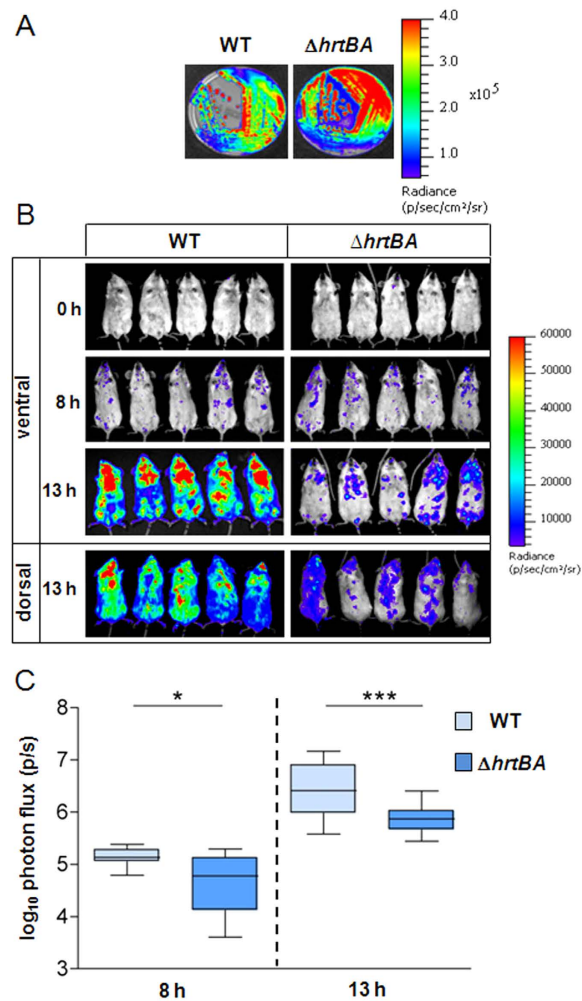 A
WT ΔhrtBA
4.0
3.0
2.0
1.0
x10⁵
Radiance
(p/sec/cm²/sr)
B
WT ΔhrtBA
ventral
0 h
8 h
13 h
dorsal
13 h
60000
50000
40000
30000
20000
10000
Radiance
(p/sec/cm²/sr)
C
log₁₀ photon flux (p/s)
8
7
6
5
4
3
* ***
WT
ΔhrtBA
8 h 13 h